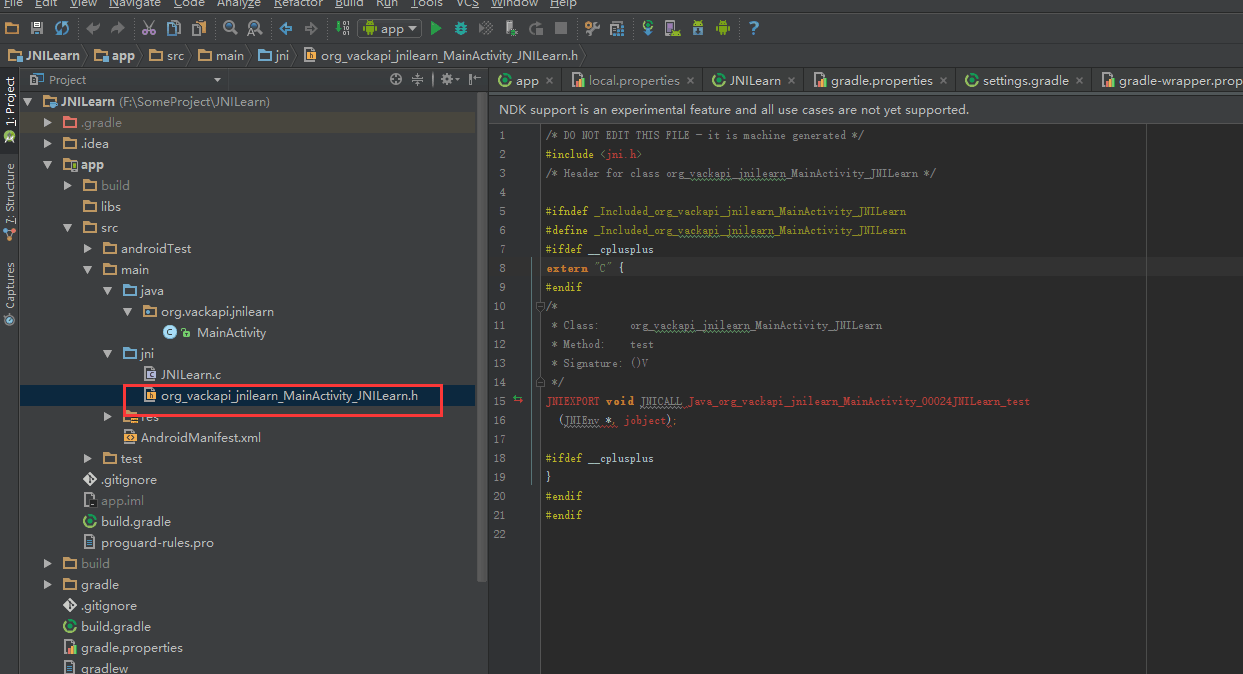 File Edit View Navigate Code Analyze Refactor Build Run Tools VCS Window Help
app
JNILearn app src main jni org_vackapi_jnilearn_MainActivity_JNILearn.h
1: Project
7: Structure
Captures
Project
JNILearn (F:\SomeProject\JNILearn)
.gradle
.idea
app
build
libs
src
androidTest
main
java
org.vackapi.jnilearn
MainActivity
jni
JNILearn.c
org_vackapi_jnilearn_MainActivity_JNILearn.h
res
AndroidManifest.xml
test
.gitignore
app.iml
build.gradle
proguard-rules.pro
build
gradle
.gitignore
build.gradle
gradle.properties
gradlew
app local.properties JNILearn gradle.properties settings.gradle gradle-wrapper.prop
NDK support is an experimental feature and all use cases are not yet supported.
1 /* DO NOT EDIT THIS FILE - it is machine generated */
2 #include <jni.h>
3 /* Header for class org_vackapi_jnilearn_MainActivity_JNILearn */
4
5 #ifndef _Included_org_vackapi_jnilearn_MainActivity_JNILearn
6 #define _Included_org_vackapi_jnilearn_MainActivity_JNILearn
7 #ifdef __cplusplus
8 extern "C" {
9 #endif
10 /*
11 * Class: org_vackapi_jnilearn_MainActivity_JNILearn
12 * Method: test
13 * Signature: ()V
14 */
15 JNIEXPORT void JNICALL Java_org_vackapi_jnilearn_MainActivity_00024JNILearn_test
16 (JNIEnv *, jobject);
17
18 #ifdef __cplusplus
19 }
20 #endif
21 #endif
22